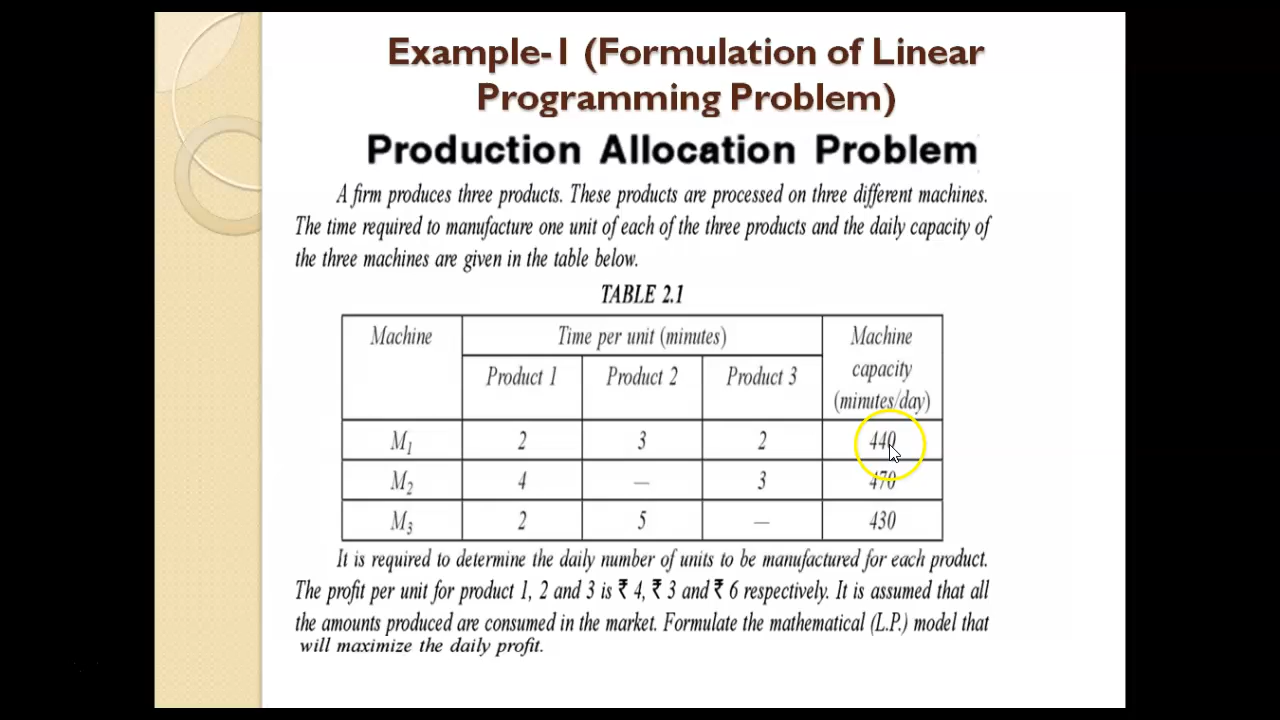 Example-1 (Formulation of Linear
Programming Problem)
Production Allocation Problem
A firm produces three products. These products are processed on three different machines.
The time required to manufacture one unit of each of the three products and the daily capacity of
the three machines are given in the table below.
TABLE 2.1
Machine Time per unit (minutes) Machine
capacity
(minutes/day)
Product 1 Product 2 Product 3
M₁ 2 3 2 440
M₂ 4 — 3 470
M₃ 2 5 — 430
It is required to determine the daily number of units to be manufactured for each product.
The profit per unit for product 1, 2 and 3 is ₹ 4, ₹ 3 and ₹ 6 respectively. It is assumed that all
the amounts produced are consumed in the market. Formulate the mathematical (L.P.) model that
will maximize the daily profit.